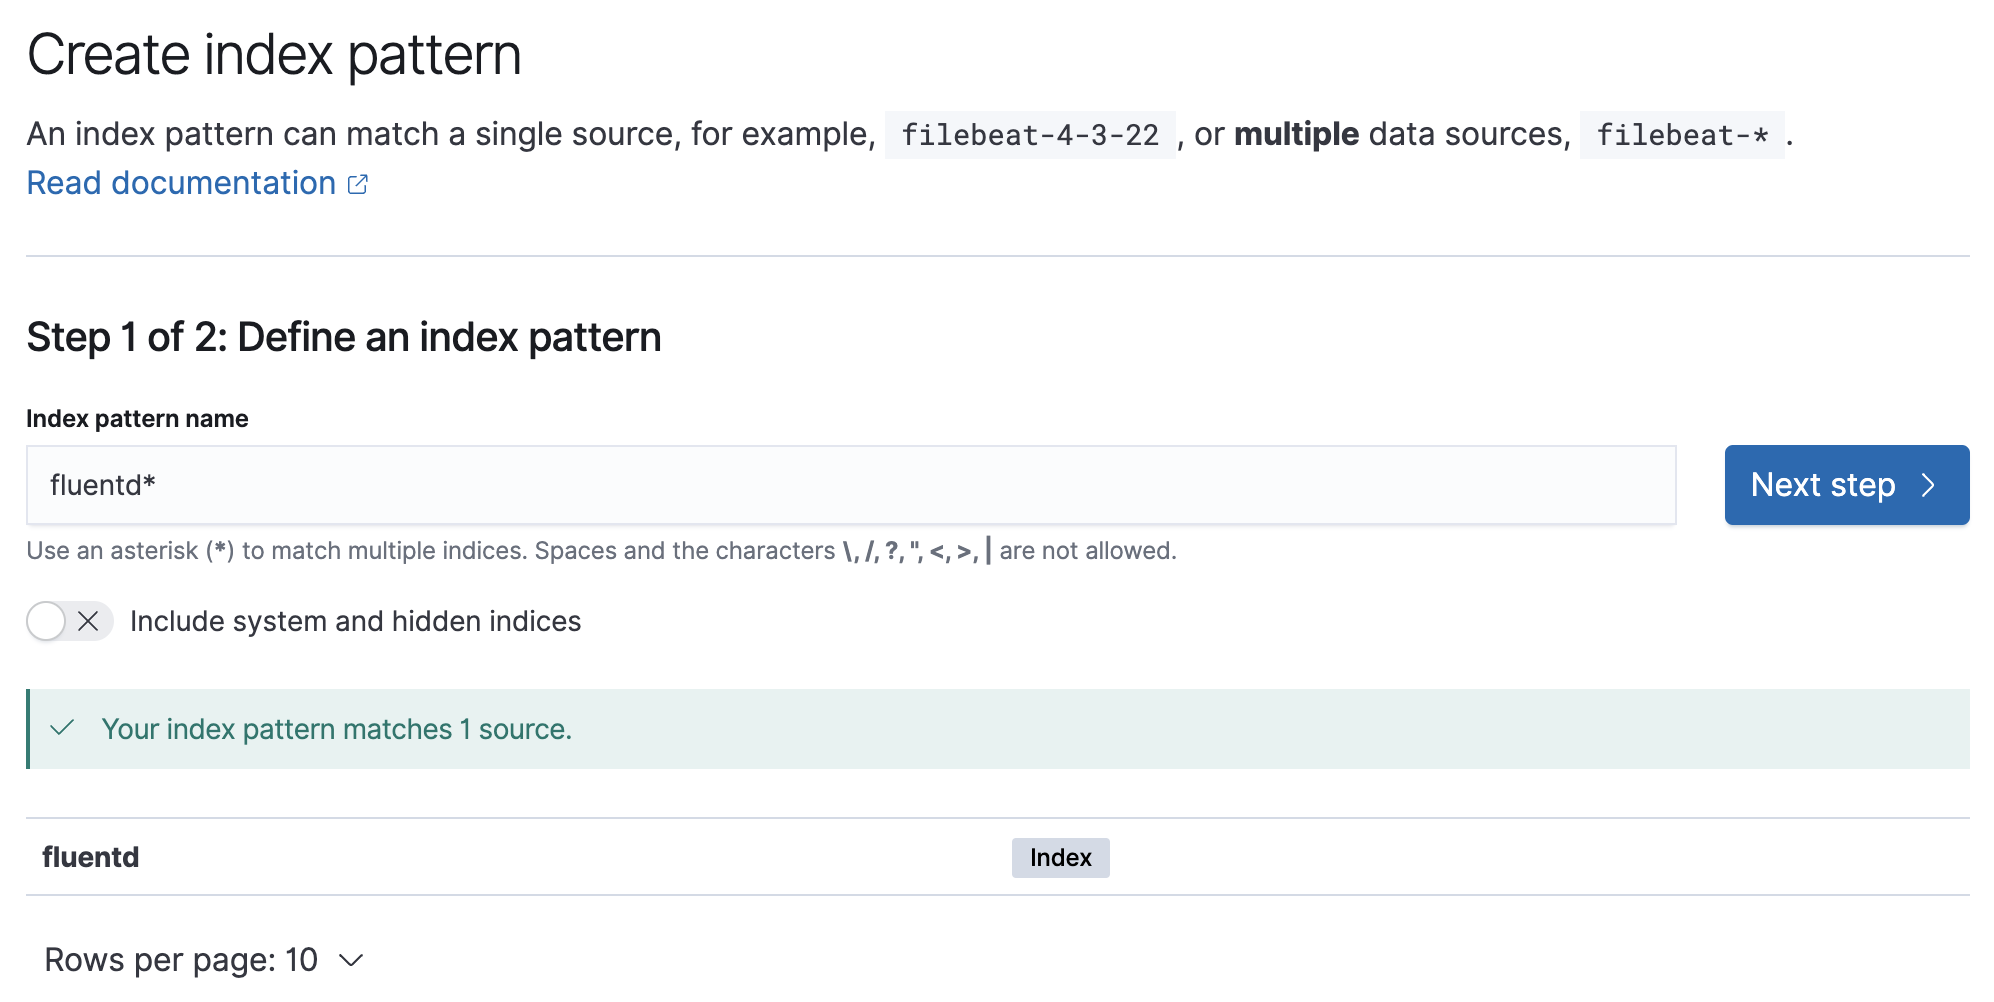 Create index pattern
An index pattern can match a single source, for example, filebeat-4-3-22 , or multiple data sources, filebeat-* .
Read documentation
Step 1 of 2: Define an index pattern
Index pattern name
fluentd*
Next step
Use an asterisk (*) to match multiple indices. Spaces and the characters \, /, ?, ", <, >, | are not allowed.
Include system and hidden indices
Your index pattern matches 1 source.
fluentd Index
Rows per page: 10